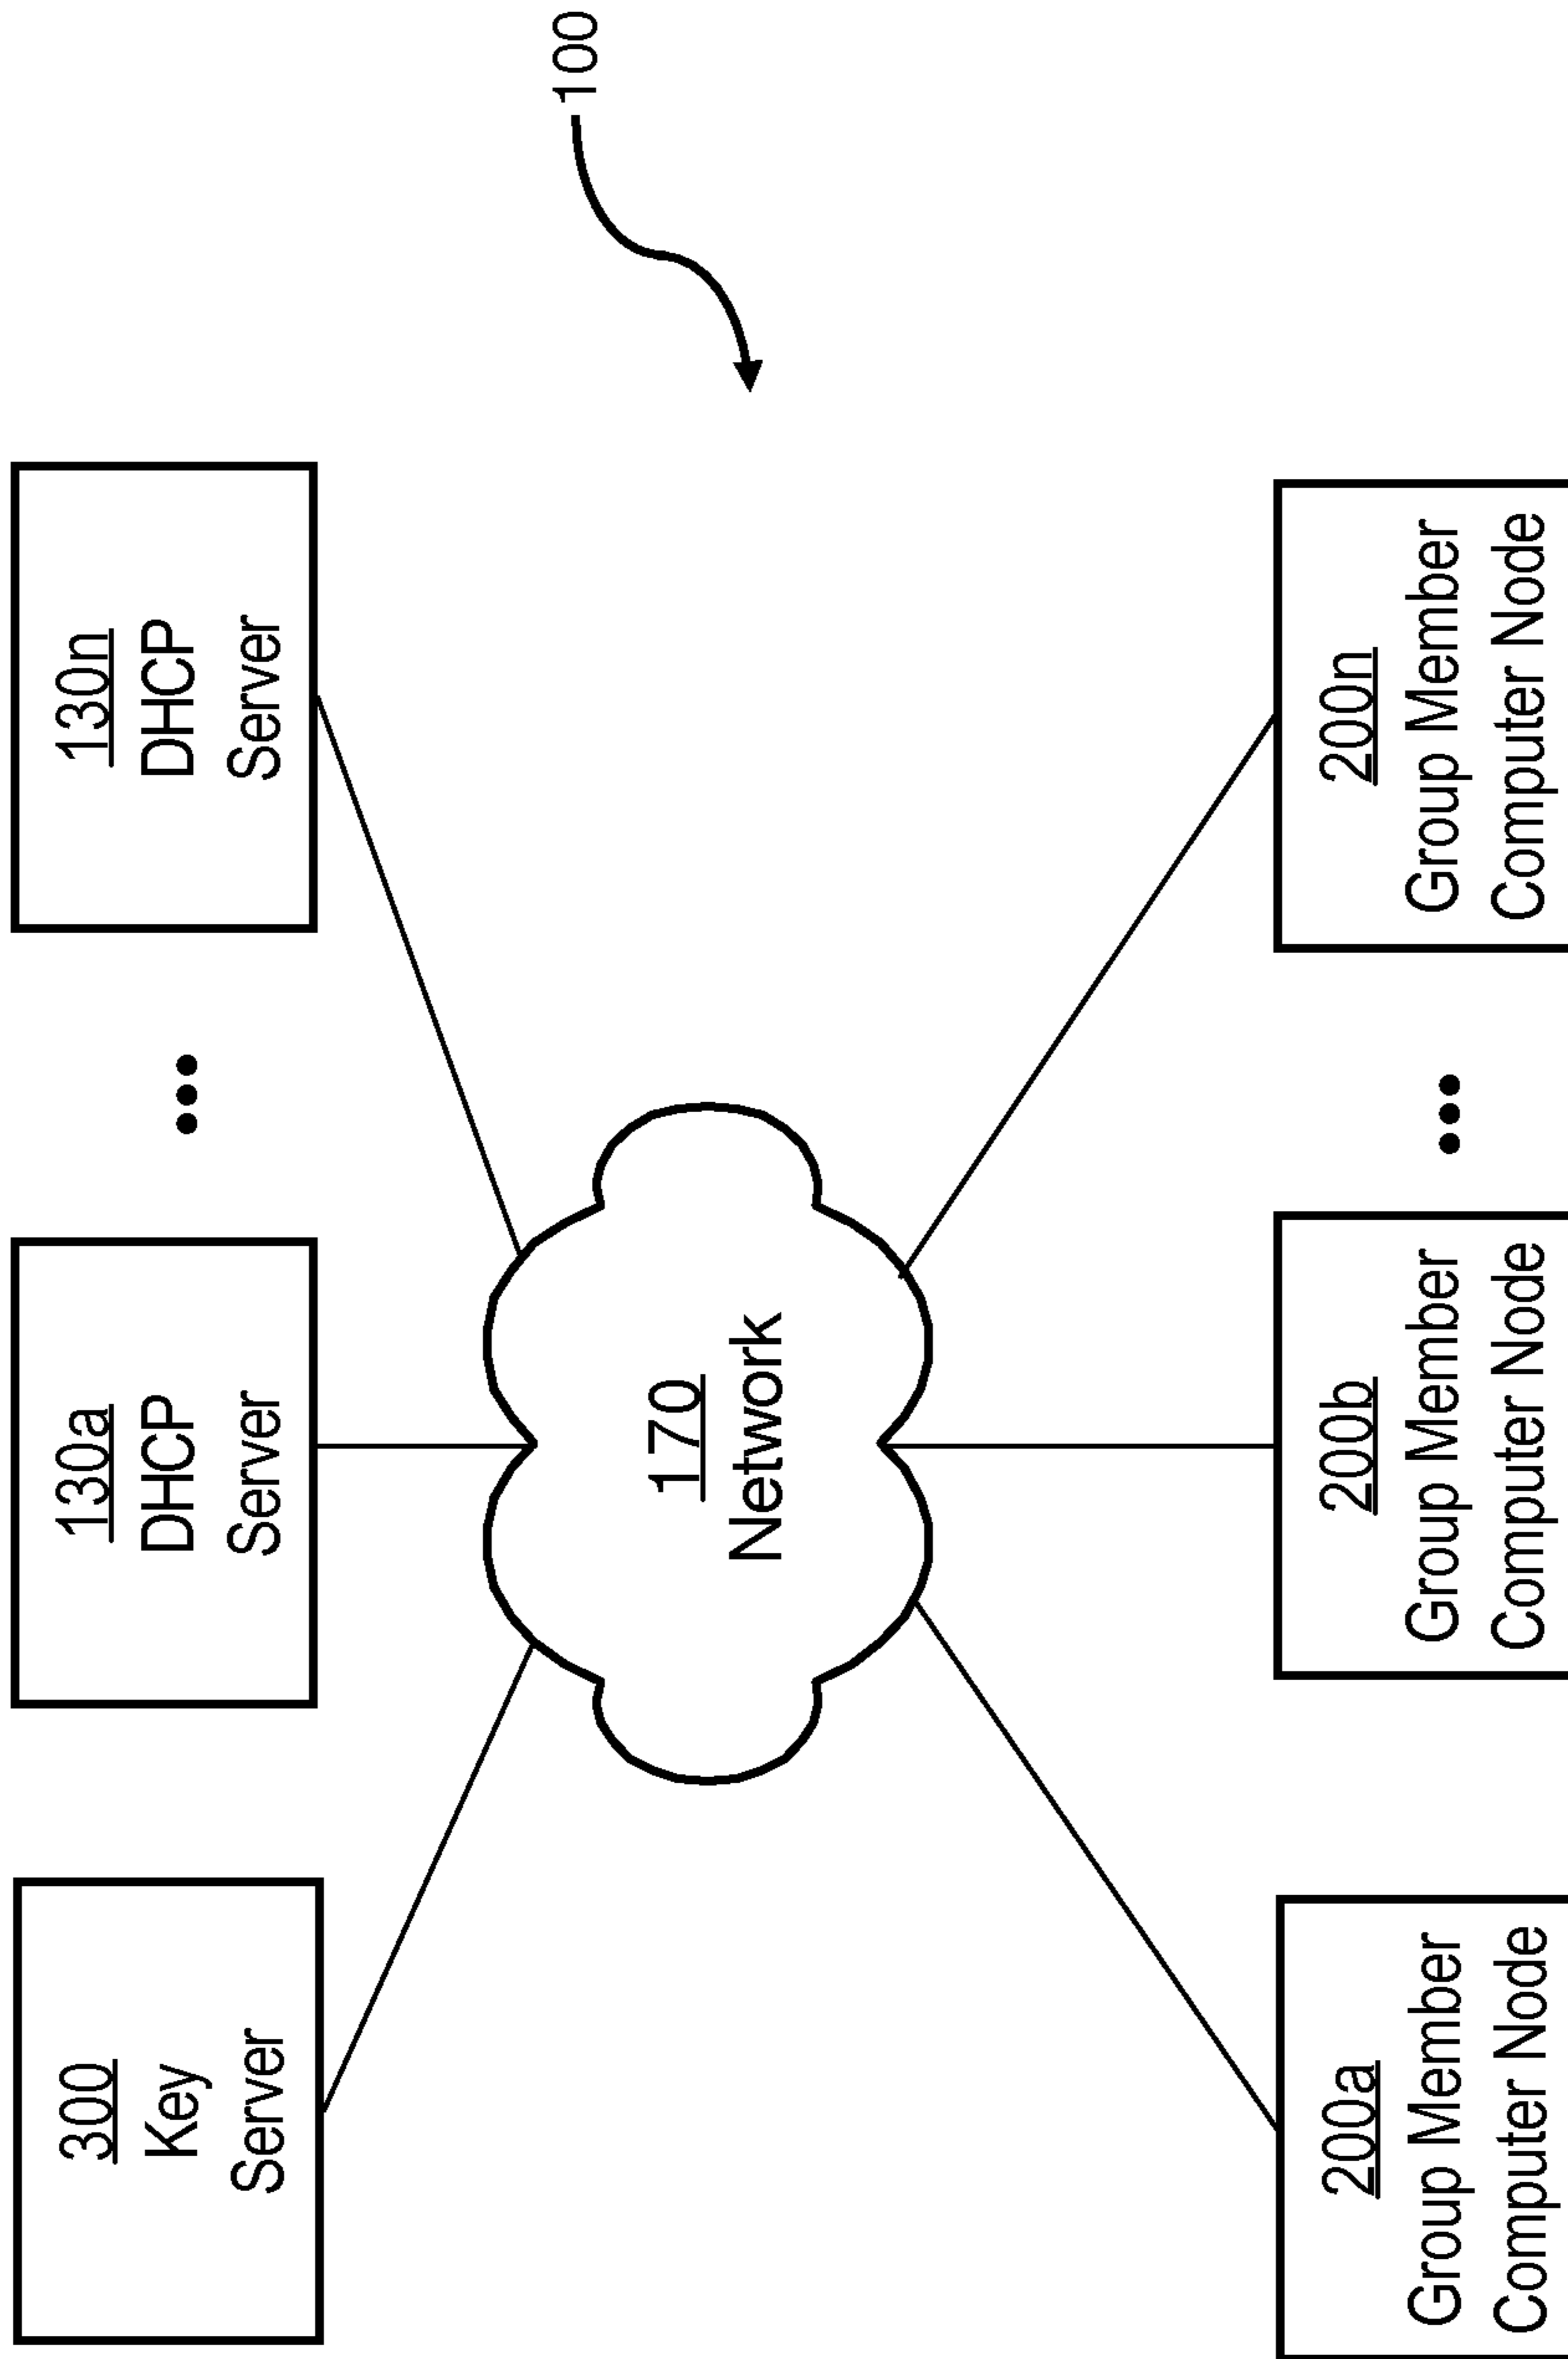 300
Key
Server
130a
DHCP
Server
•••
130n
DHCP
Server
100
170
Network
200a
Group Member
Computer Node
200b
Group Member
Computer Node
•••
200n
Group Member
Computer Node